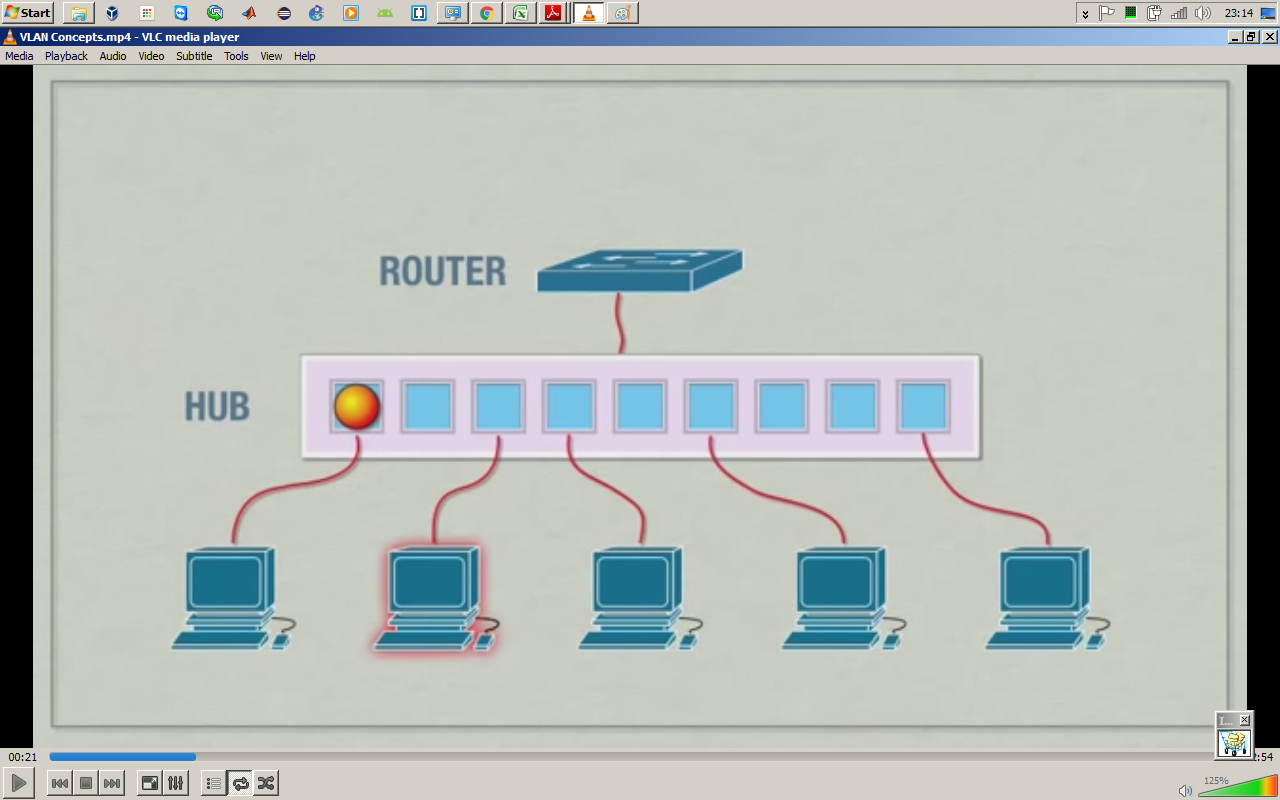 Start
23:14
VLAN Concepts.mp4 - VLC media player
Media Playback Audio Video Subtitle Tools View Help
ROUTER
HUB
I...
00:21
:54
125%